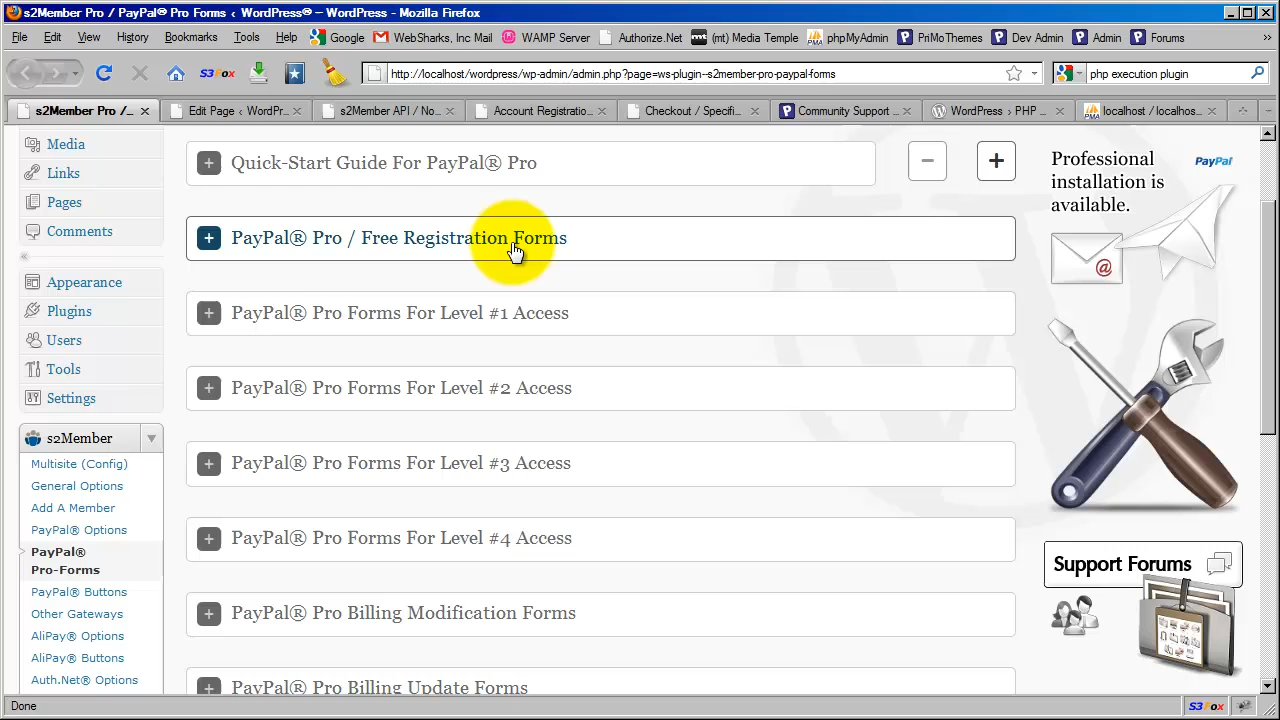 s2Member Pro / PayPal® Pro Forms ‹ WordPress® — WordPress - Mozilla Firefox
File Edit View History Bookmarks Tools Help Google WebSharks, Inc Mail WAMP Server Authorize.Net (mt) Media Temple phpMyAdmin PriMoThemes Dev Admin Admin Forums »
S3Fox http://localhost/wordpress/wp-admin/admin.php?page=ws-plugin--s2member-pro-paypal-forms php execution plugin
s2Member Pro /... Edit Page ‹ WordPr... s2Member API / No... Account Registratio... Checkout / Specifi... Community Support ... WordPress › PHP ... localhost / localhos...
Media
Links
Pages
Comments
Appearance
Plugins
Users
Tools
Settings
s2Member
Multisite (Config)
General Options
Add A Member
PayPal® Options
PayPal®
Pro-Forms
PayPal® Buttons
Other Gateways
AliPay® Options
AliPay® Buttons
Auth.Net® Options
Quick-Start Guide For PayPal® Pro
PayPal® Pro / Free Registration Forms
PayPal® Pro Forms For Level #1 Access
PayPal® Pro Forms For Level #2 Access
PayPal® Pro Forms For Level #3 Access
PayPal® Pro Forms For Level #4 Access
PayPal® Pro Billing Modification Forms
PayPal® Pro Billing Update Forms
Professional
installation is
available.
PayPal
@
Support Forums
Done
S3Fox